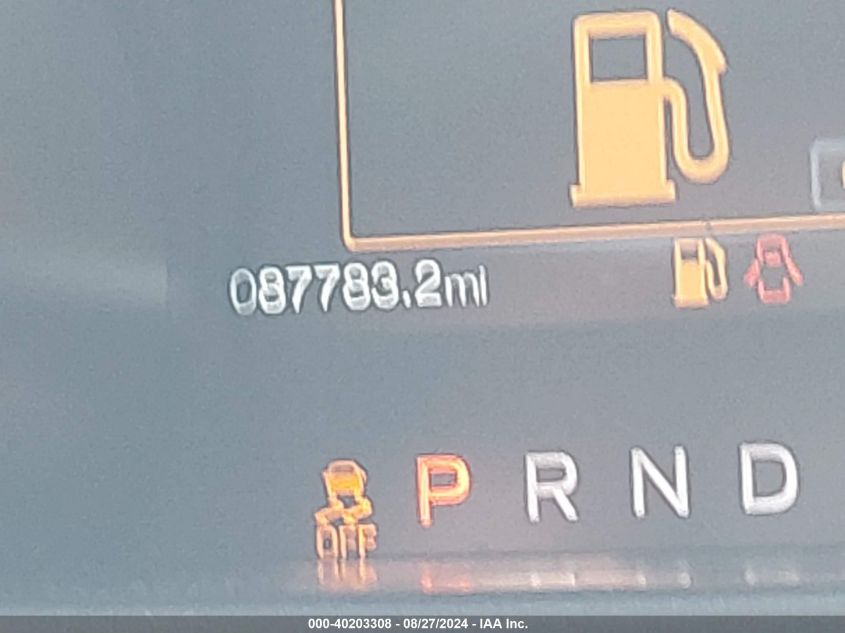 087783.2mi
P R N D
OFF
000-40203308 - 08/27/2024 - IAA Inc.